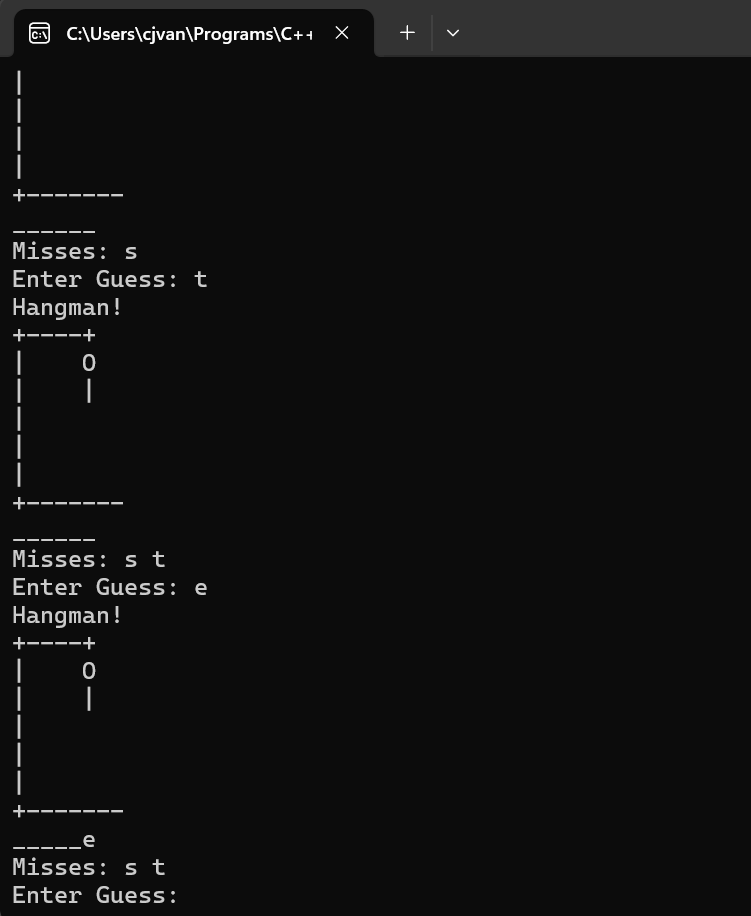 C:\Users\cjvan\Programs\C++
|
|
|
|
+-------
______
Misses: s
Enter Guess: t
Hangman!
+----+
|    O
|    |
|
|
|
+-------
______
Misses: s t
Enter Guess: e
Hangman!
+----+
|    O
|    |
|
|
|
+-------
_____e
Misses: s t
Enter Guess: